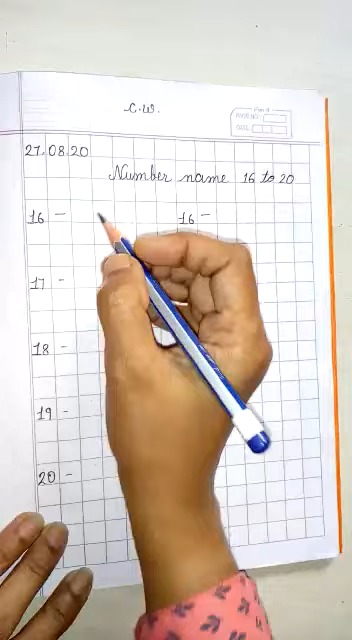 C.W.
PAGE NO.
DATE
27.08.20
Number name 16 to 20
16 - 16 -
17 -
18 -
19 -
20 -